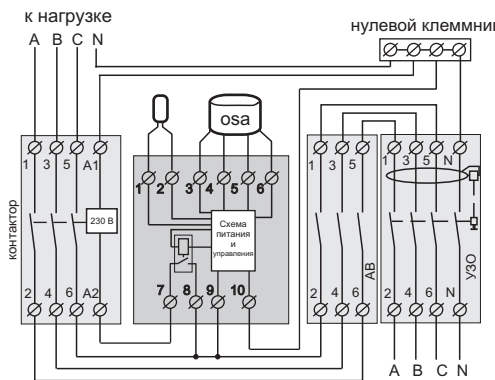 к нагрузке
нулевой клеммник
A B C N
osa
1 3 5 A1
1 2 3 4 5 6
1 3 5
1 3 5 N
контактор
230 В
Схема
питания
и
управления
АВ
УЗО
2 4 6 A2
7 8 9 10
2 4 6
2 4 6 N
A B C N